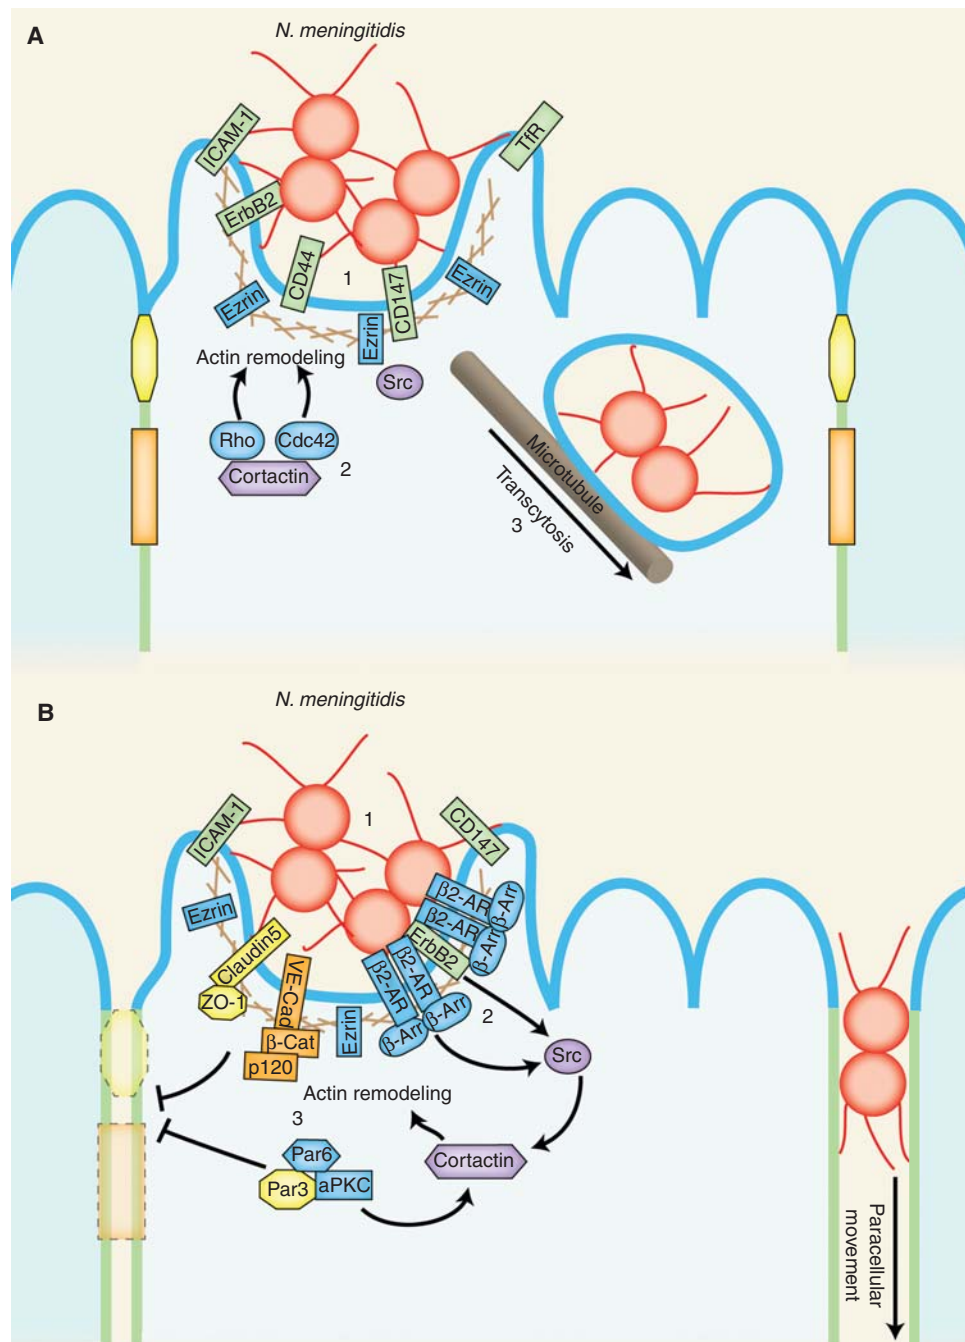 A
N. meningitidis
ICAM-1
TfR
ErbB2
CD44
1
CD147
Ezrin
Ezrin
Ezrin
Actin remodeling
Src
Rho
Cdc42
Cortactin
2
Microtubule
Transcytosis
3
B
N. meningitidis
1
ICAM-1
CD147
Ezrin
β2-AR
β-Arr
β2-AR
β-Arr
ErbB2
Claudin5
ZO-1
VE-Cad
β-Cat
p120
Ezrin
β2-AR
β2-AR
β-Arr
β-Arr
2
Src
Actin remodeling
3
Par6
Par3
aPKC
Cortactin
Paracellular
movement